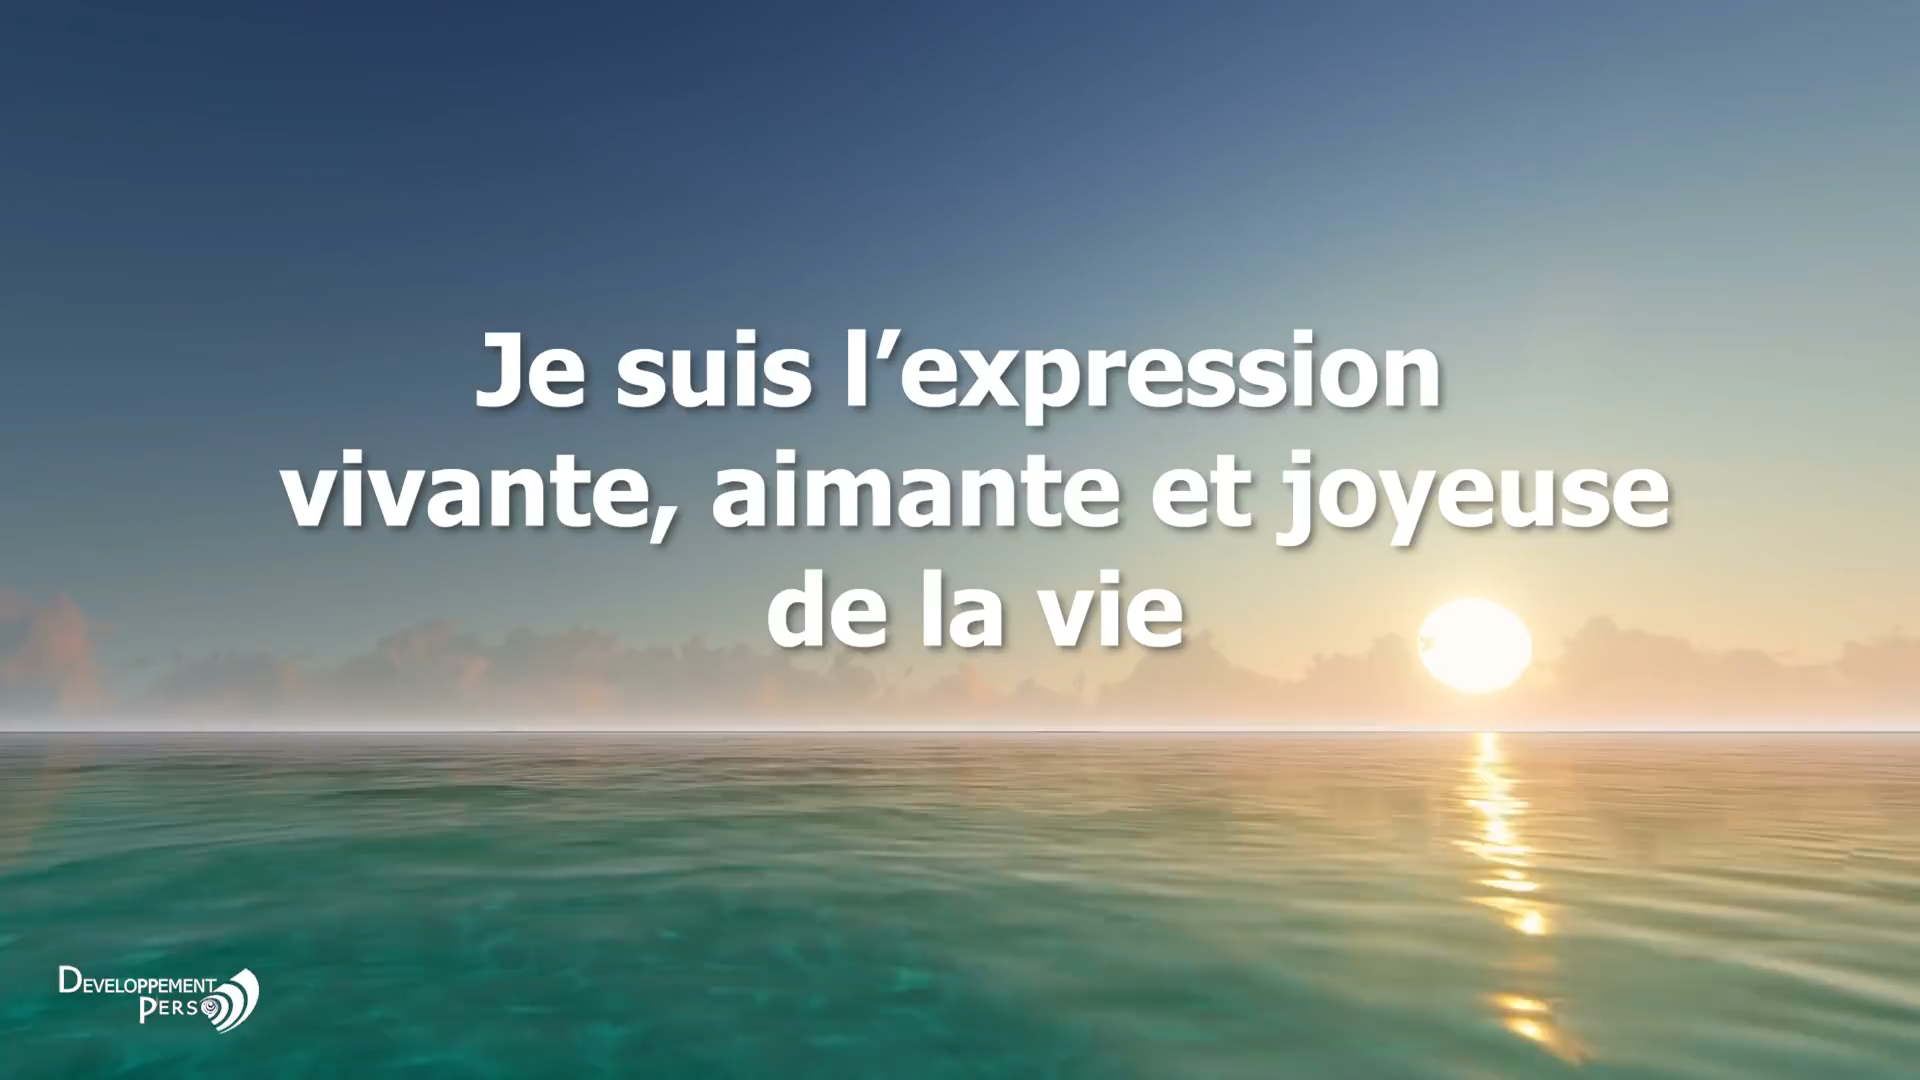 Je suis l’expression
vivante, aimante et joyeuse
de la vie
DEVELOPPEMENT
PERSO